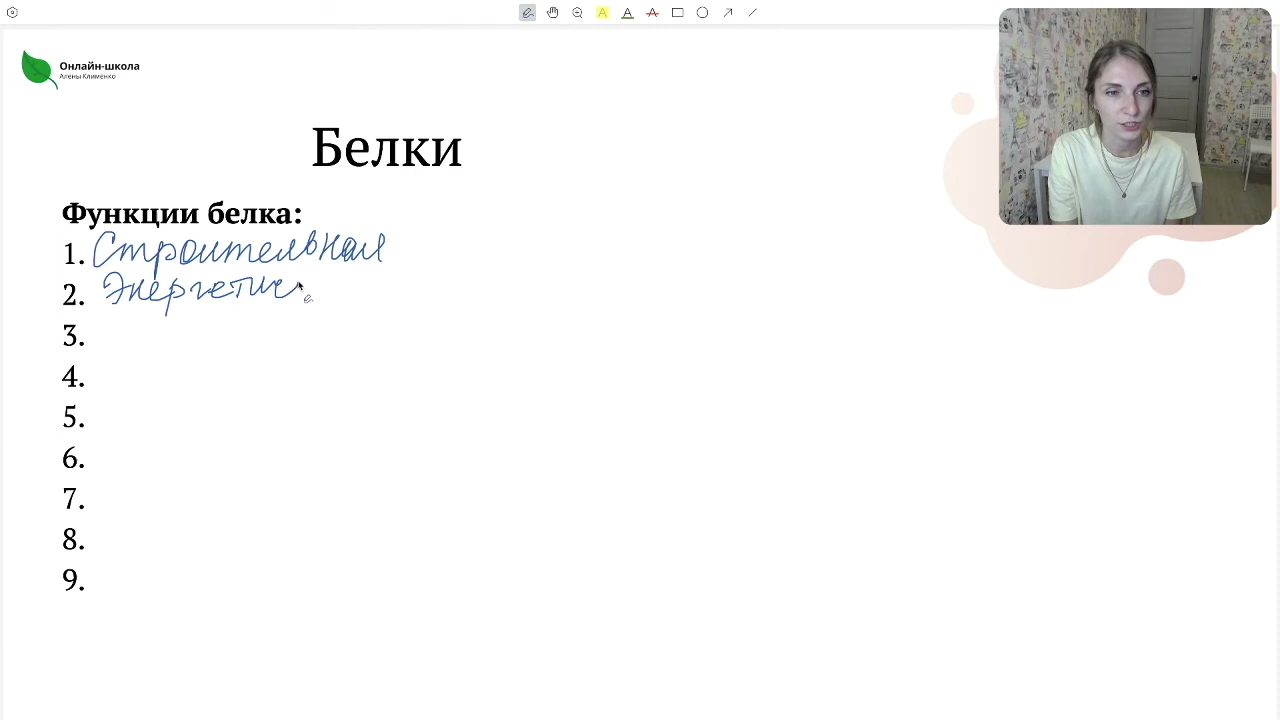 Онлайн-школа
Алены Клименко
Белки
Функции белка:
1. Строительная
2. Энергетич
3.
4.
5.
6.
7.
8.
9.